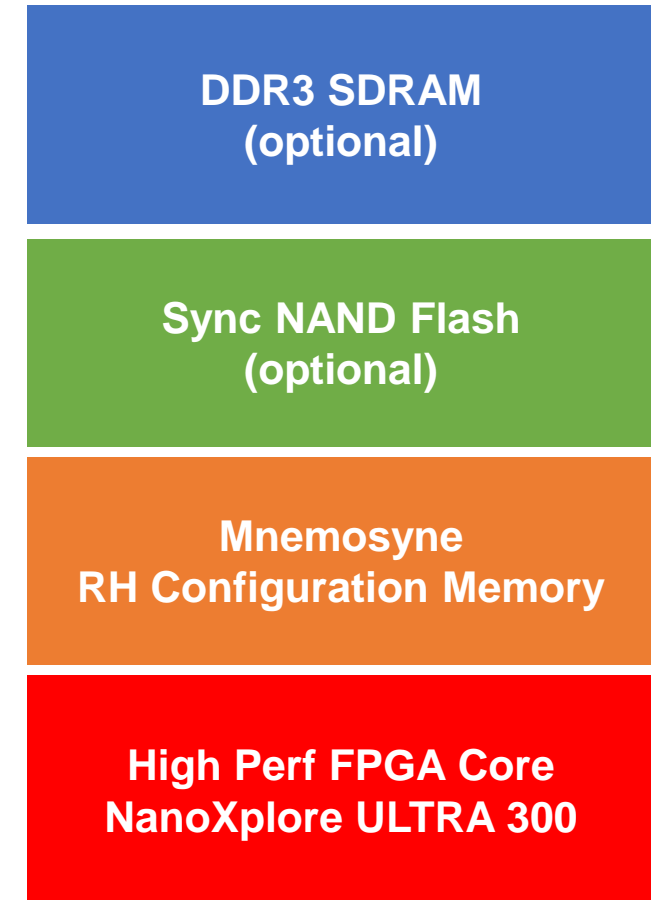 DDR3 SDRAM
(optional)
Sync NAND Flash
(optional)
Mnemosyne
RH Configuration Memory
High Perf FPGA Core
NanoXplore ULTRA 300